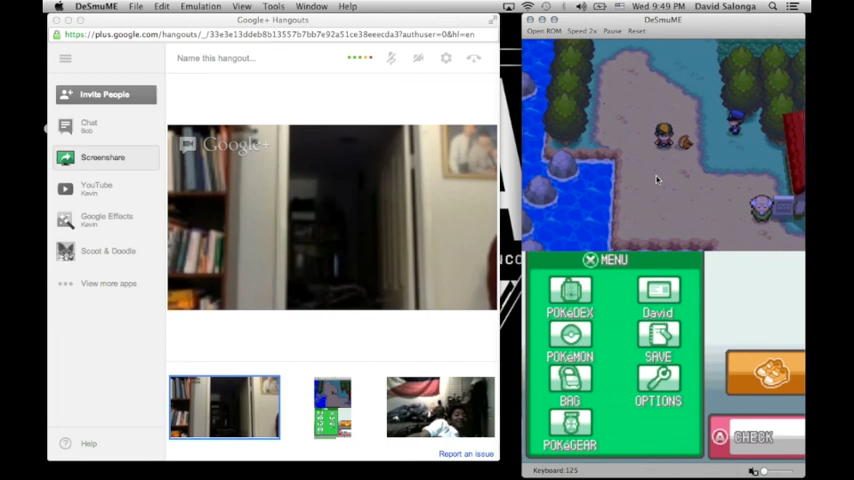 DeSmuME File Edit View Emulation Tools Window Help Wed 9:49 PM David Salonga
Google+ Hangouts
https://plus.google.com/hangouts/_/33e3e13ddeb8b13557b7bb7e92a51ce38eecda3?authuser=0&hl=en
Name this hangout...
Invite People
Chat
Bob
Screenshare
YouTube
Kevin
Google Effects
Kevin
Scoot & Doodle
View more apps
Google+
Help
Report an issue
DeSmuME
Open ROM Speed 2x Pause Reset
MENU
POKéDEX
David
POKéMON
SAVE
BAG
OPTIONS
POKéGEAR
A CHECK
Keyboard:125